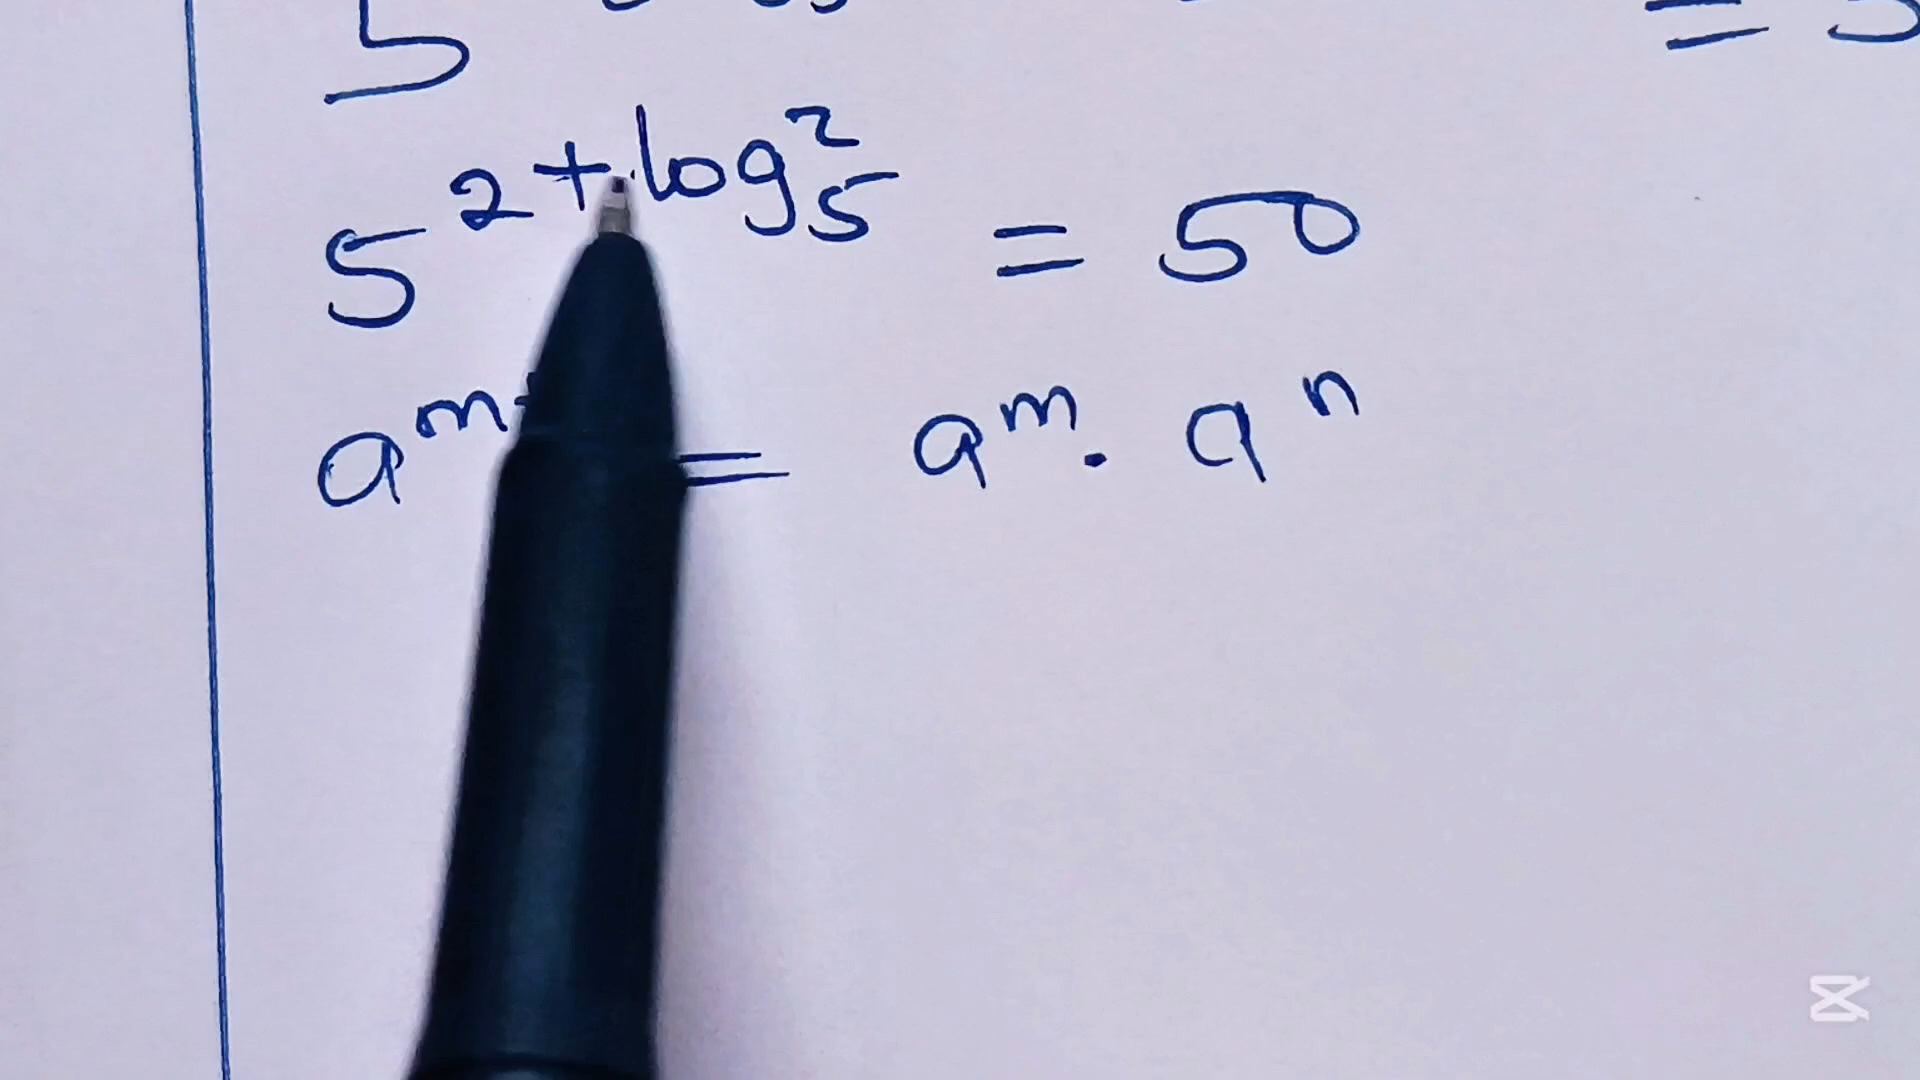 5^{2+log_5^2} = 50
a^m = a^m . a^n